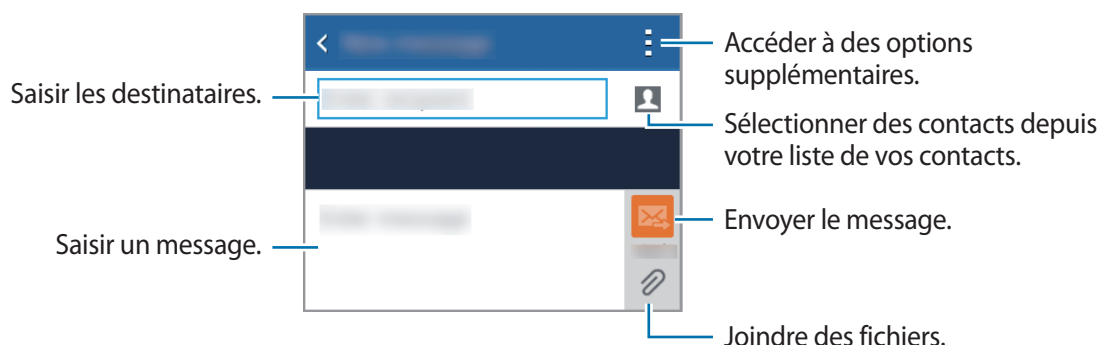 Accéder à des options
supplémentaires.
Saisir les destinataires.
Sélectionner des contacts depuis
votre liste de vos contacts.
Envoyer le message.
Saisir un message.
Joindre des fichiers.